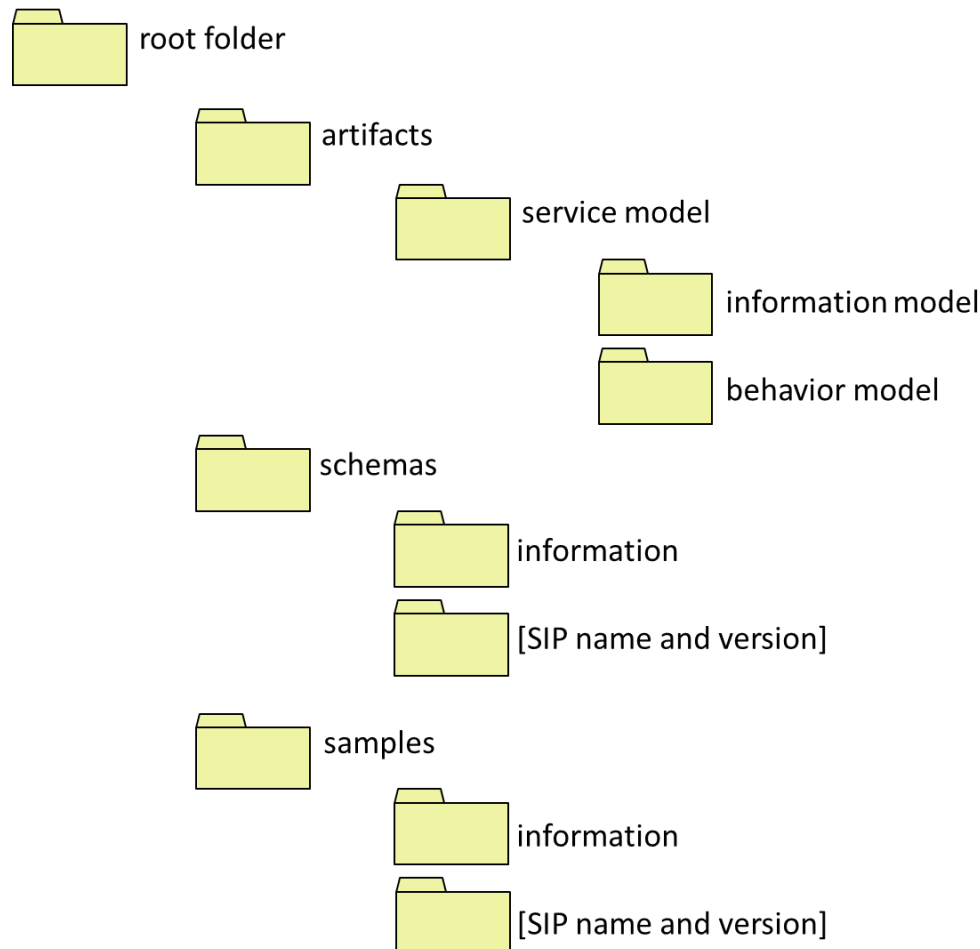 root folder
artifacts
service model
information model
behavior model
schemas
information
[SIP name and version]
samples
information
[SIP name and version]